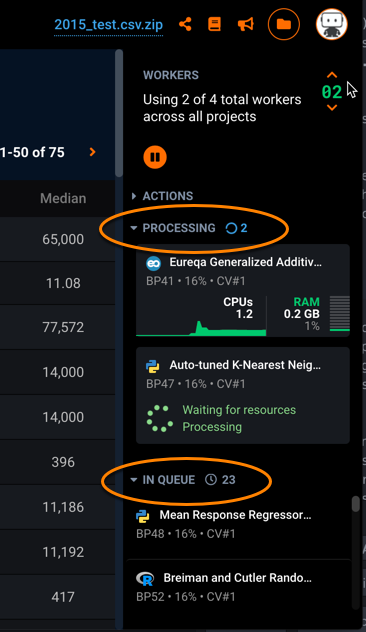 2015_test.csv.zip
WORKERS
Using 2 of 4 total workers
across all projects
02
1-50 of 75
ACTIONS
Median
PROCESSING 2
65,000
11.08
77,572
14,000
14,000
396
11,186
11,192
417
Eureqa Generalized Additiv...
BP41 • 16% • CV#1
CPUs
1.2
RAM
0.2 GB
1%
Auto-tuned K-Nearest Neig...
BP47 • 16% • CV#1
Waiting for resources
Processing
IN QUEUE 23
Mean Response Regressor...
BP48 • 16% • CV#1
R Breiman and Cutler Rando...
BP52 • 16% • CV#1